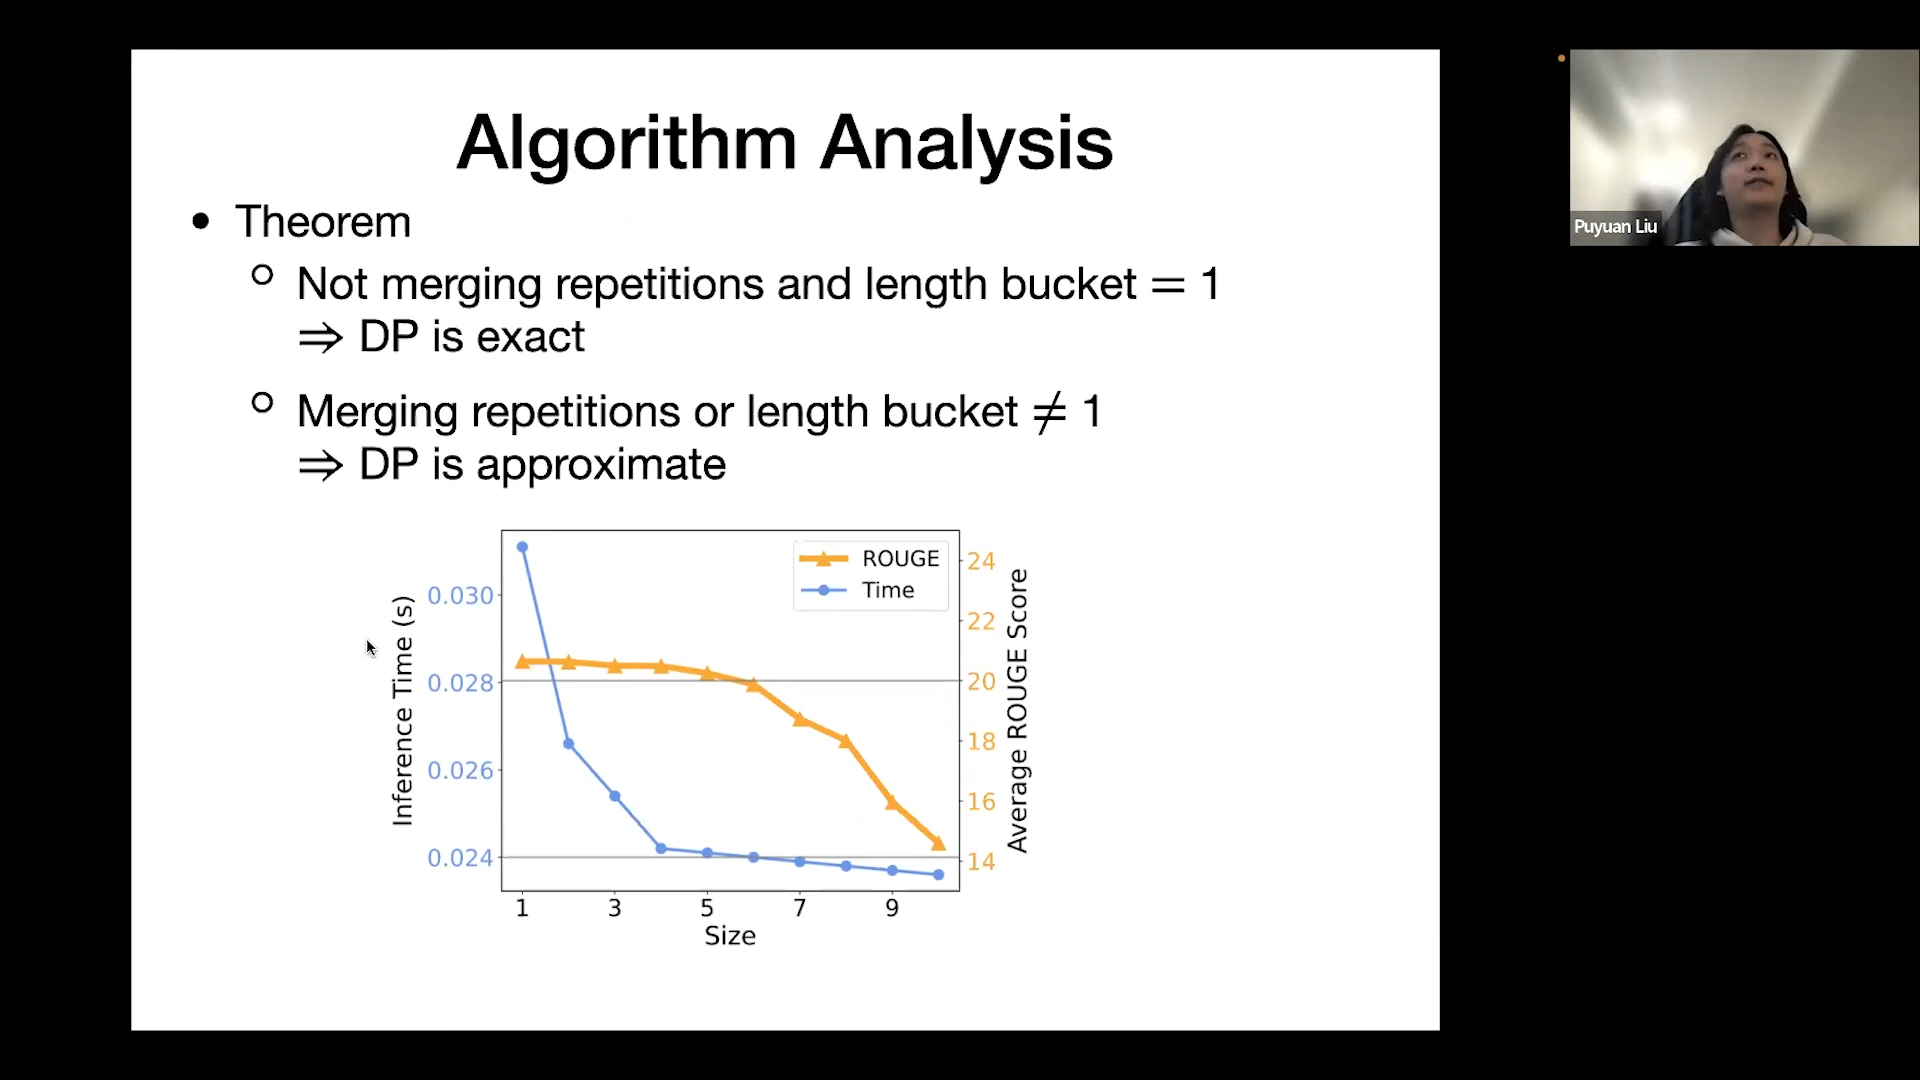 Algorithm Analysis
• Theorem
○ Not merging repetitions and length bucket = 1
⇒ DP is exact
○ Merging repetitions or length bucket ≠ 1
⇒ DP is approximate
ROUGE
Time
Inference Time (s)
0.030
0.028
0.026
0.024
24
22
20
18
16
14
Average ROUGE Score
1 3 5 7 9
Size
Puyuan Liu